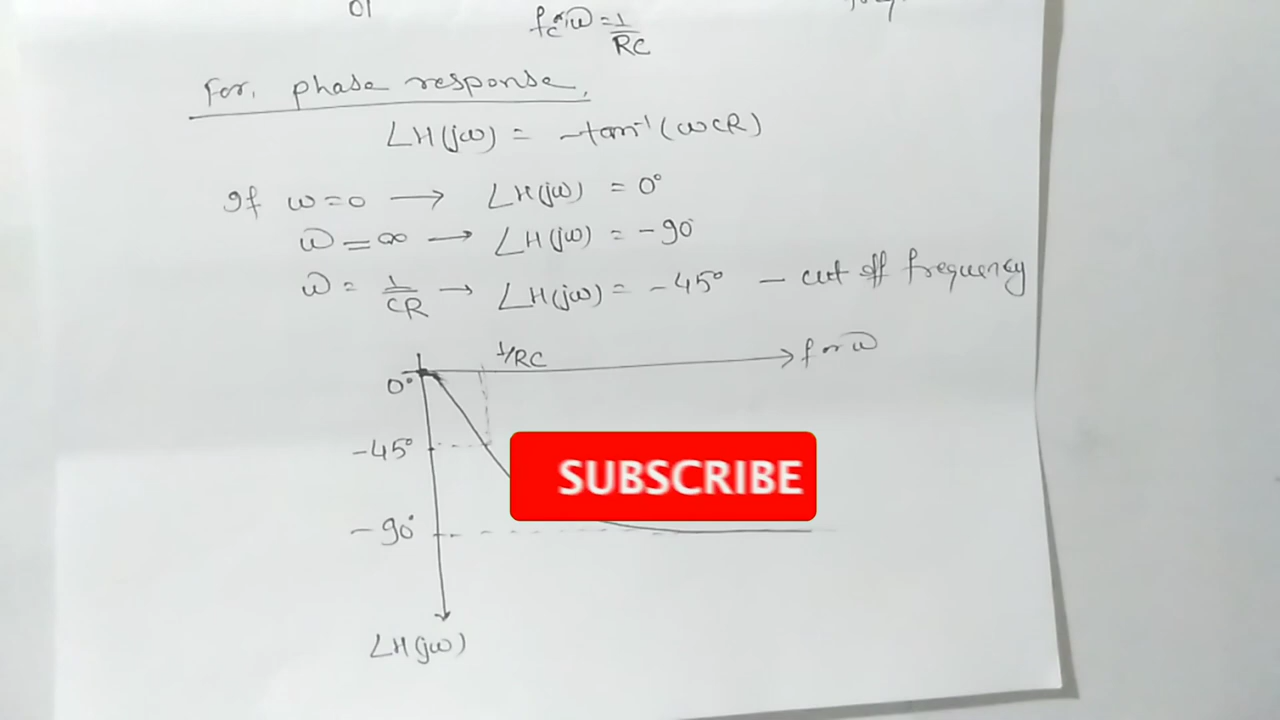 fc or ω = 1/RC
For, phase response,
∠H(jω) = -tan⁻¹(ωCR)
If ω=0 → ∠H(jω) = 0°
ω=∞ → ∠H(jω) = -90°
ω = 1/CR → ∠H(jω) = -45° – cut off frequency
1/RC
f or ω
0°
-45°
SUBSCRIBE
-90°
∠H(jω)